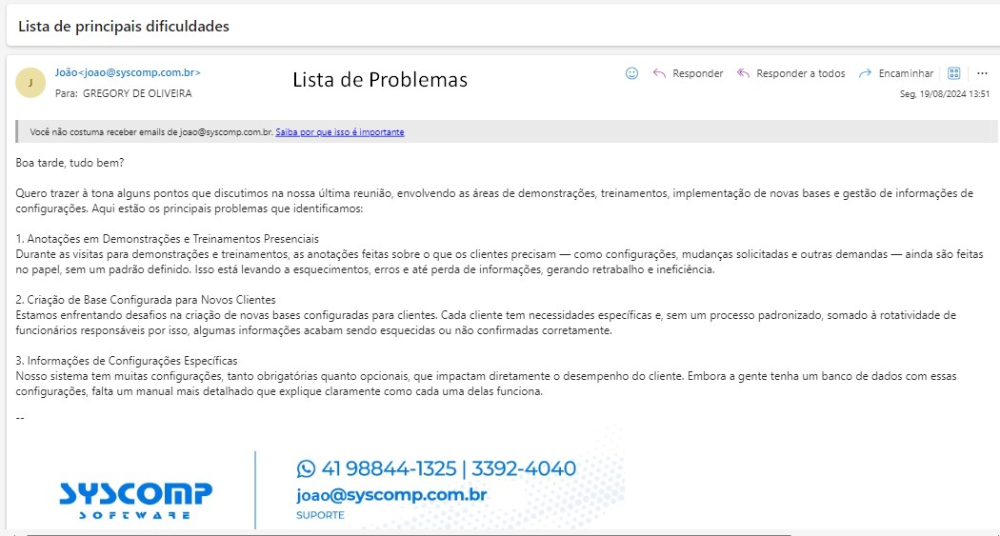 Lista de principais dificuldades
J
João<joao@syscomp.com.br>
Para: GREGORY DE OLIVEIRA
Lista de Problemas
Responder
Responder a todos
Encaminhar
Seg, 19/08/2024 13:51
Você não costuma receber emails de joao@syscomp.com.br. Saiba por que isso é importante
Boa tarde, tudo bem?
Quero trazer à tona alguns pontos que discutimos na nossa última reunião, envolvendo as áreas de demonstrações, treinamentos, implementação de novas bases e gestão de informações de
configurações. Aqui estão os principais problemas que identificamos:
1. Anotações em Demonstrações e Treinamentos Presenciais
Durante as visitas para demonstrações e treinamentos, as anotações feitas sobre o que os clientes precisam — como configurações, mudanças solicitadas e outras demandas — ainda são feitas
no papel, sem um padrão definido. Isso está levando a esquecimentos, erros e até perda de informações, gerando retrabalho e ineficiência.
2. Criação de Base Configurada para Novos Clientes
Estamos enfrentando desafios na criação de novas bases configuradas para clientes. Cada cliente tem necessidades específicas e, sem um processo padronizado, somado à rotatividade de
funcionários responsáveis por isso, algumas informações acabam sendo esquecidas ou não confirmadas corretamente.
3. Informações de Configurações Específicas
Nosso sistema tem muitas configurações, tanto obrigatórias quanto opcionais, que impactam diretamente o desempenho do cliente. Embora a gente tenha um banco de dados com essas
configurações, falta um manual mais detalhado que explique claramente como cada uma delas funciona.
--
SYSCOMP
SOFTWARE
41 98844-1325 | 3392-4040
joao@syscomp.com.br
SUPORTE